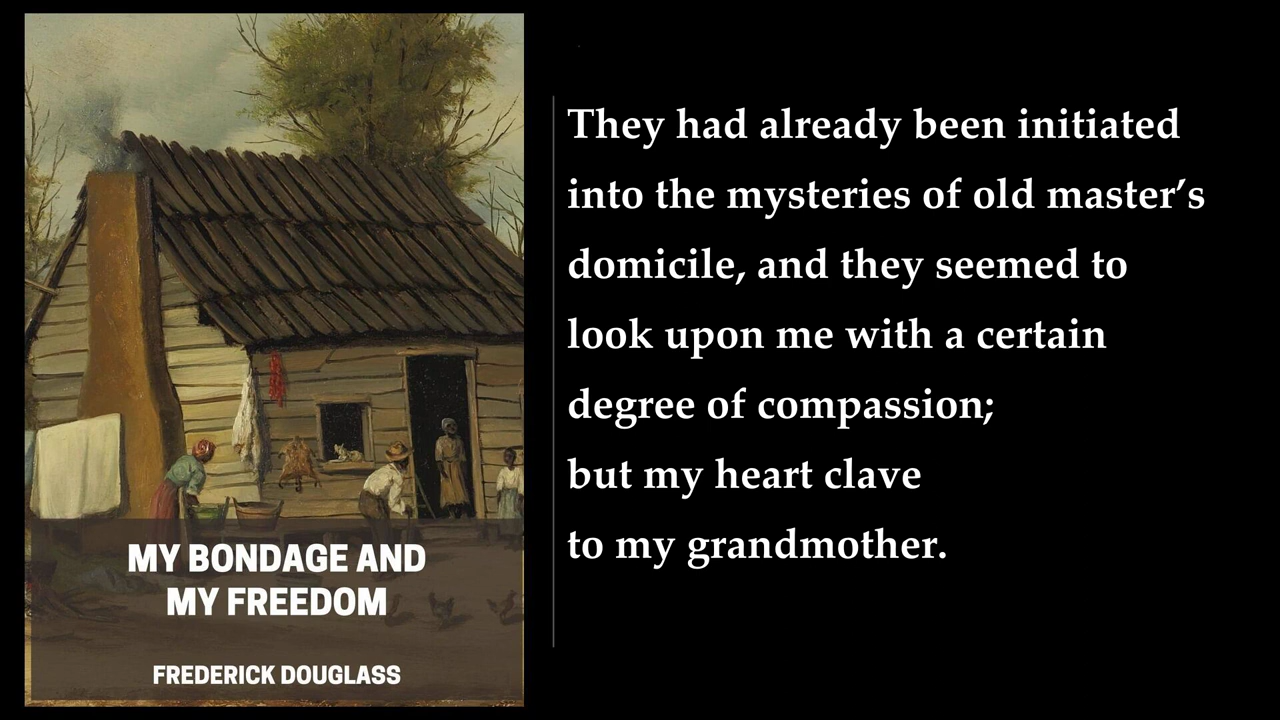 MY BONDAGE AND
MY FREEDOM
FREDERICK DOUGLASS
They had already been initiated
into the mysteries of old master’s
domicile, and they seemed to
look upon me with a certain
degree of compassion;
but my heart clave
to my grandmother.